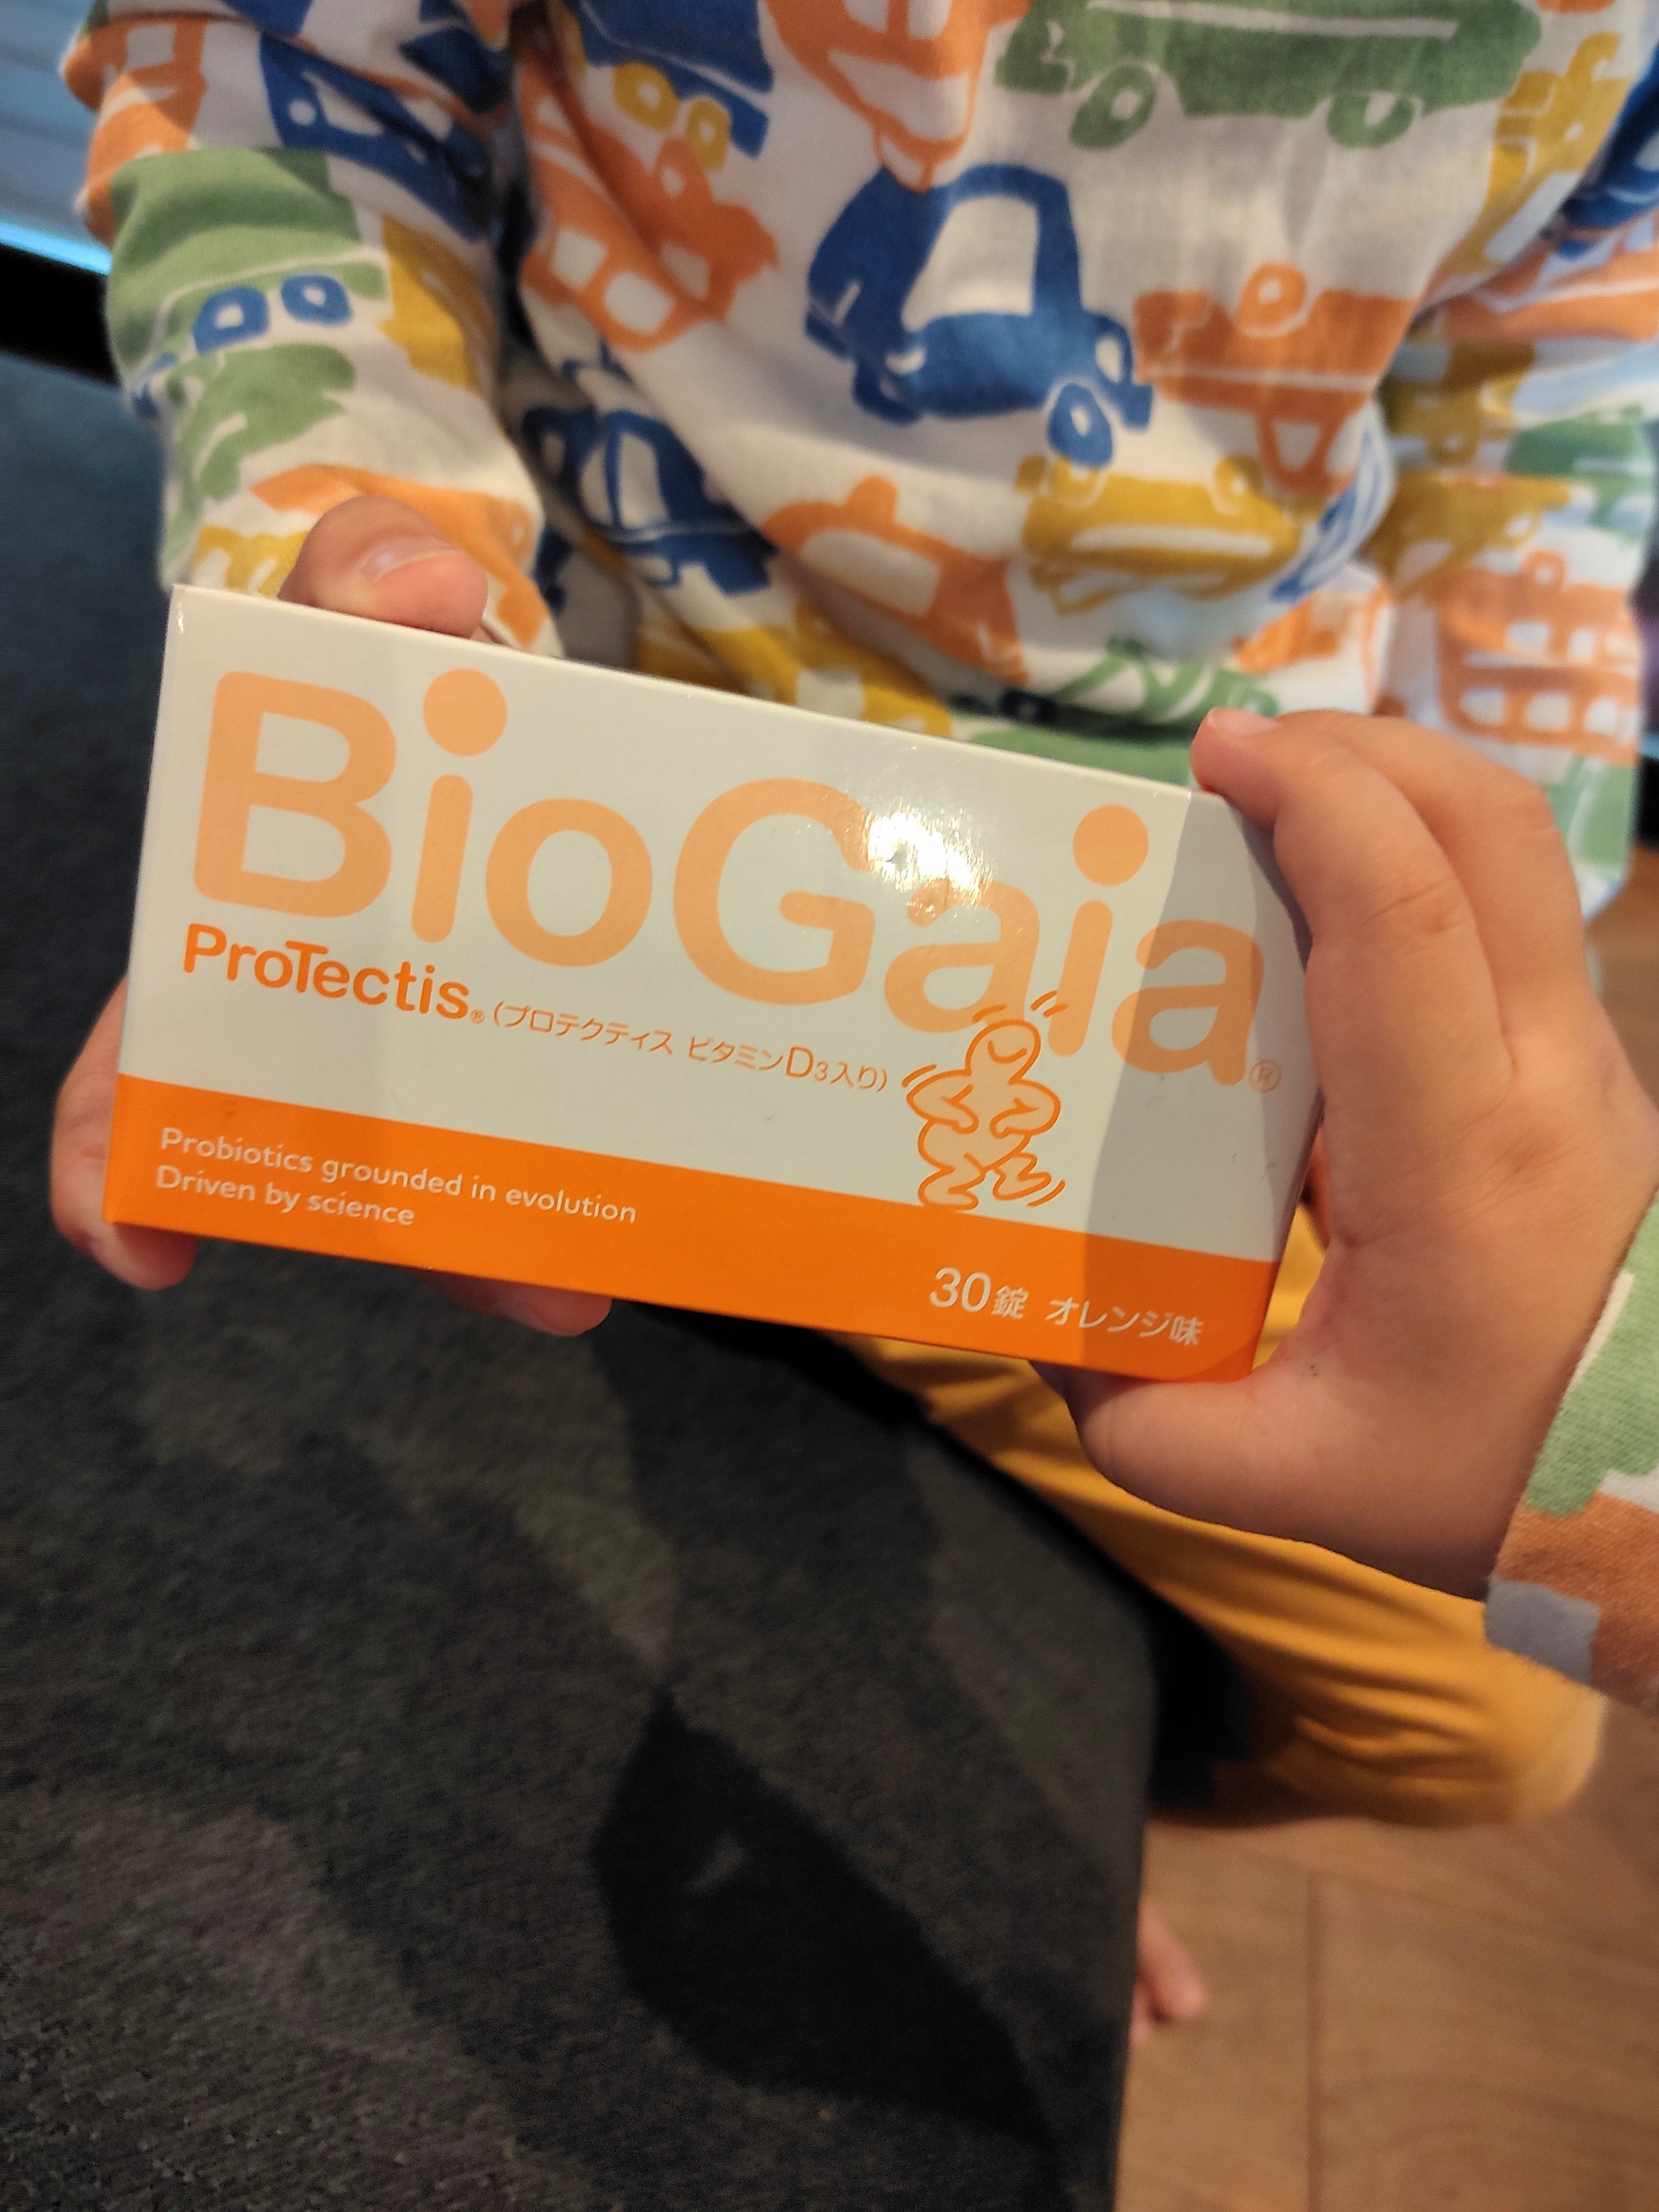 BioGaia®
ProTectis®(プロテクティス ビタミンD3入り)
Probiotics grounded in evolution
Driven by science
30錠 オレンジ味